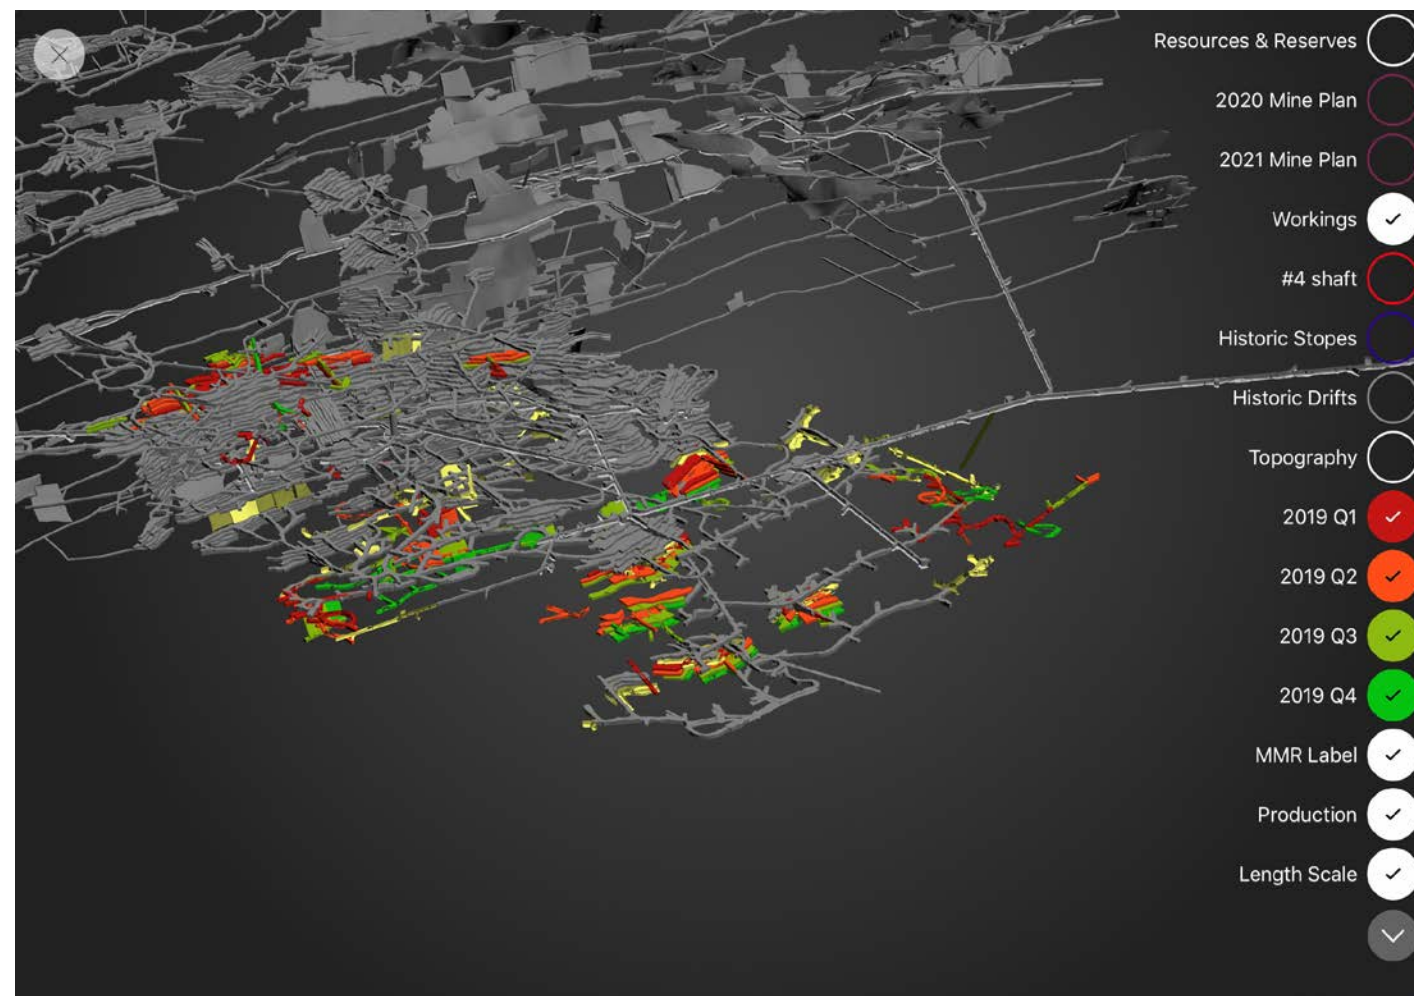 Resources & Reserves
2020 Mine Plan
2021 Mine Plan
Workings
#4 shaft
Historic Stopes
Historic Drifts
Topography
2019 Q1
2019 Q2
2019 Q3
2019 Q4
MMR Label
Production
Length Scale